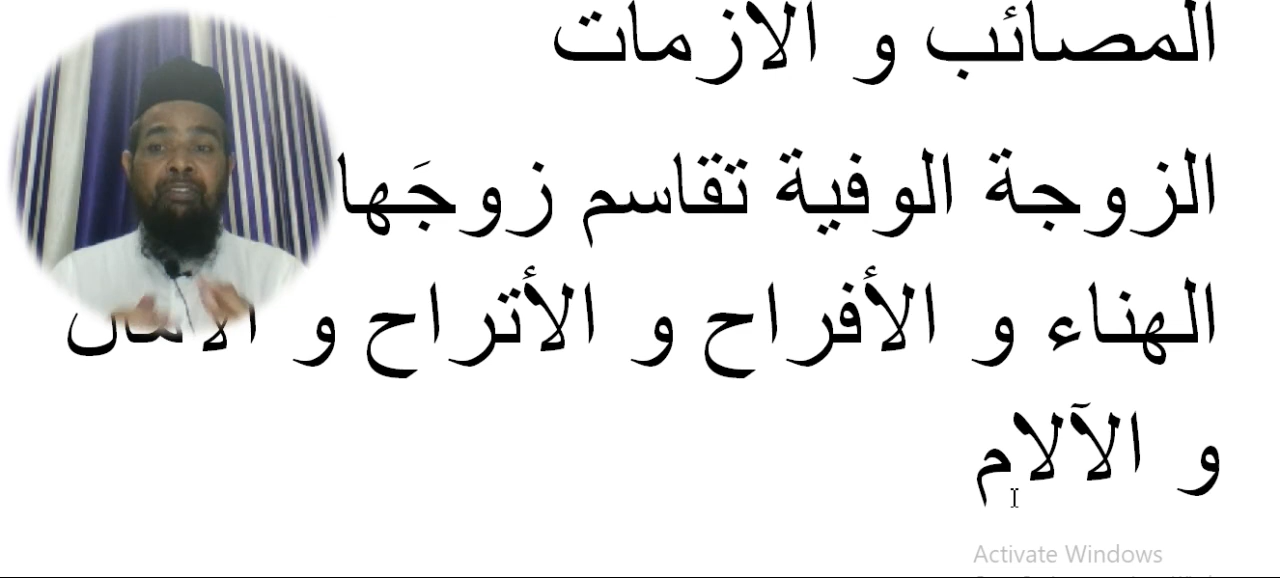 المصائب و الازمات
الزوجة الوفية تقاسم زوجَها
الهناء و الأفراح و الأتراح و
و الآلام
Activate Windows